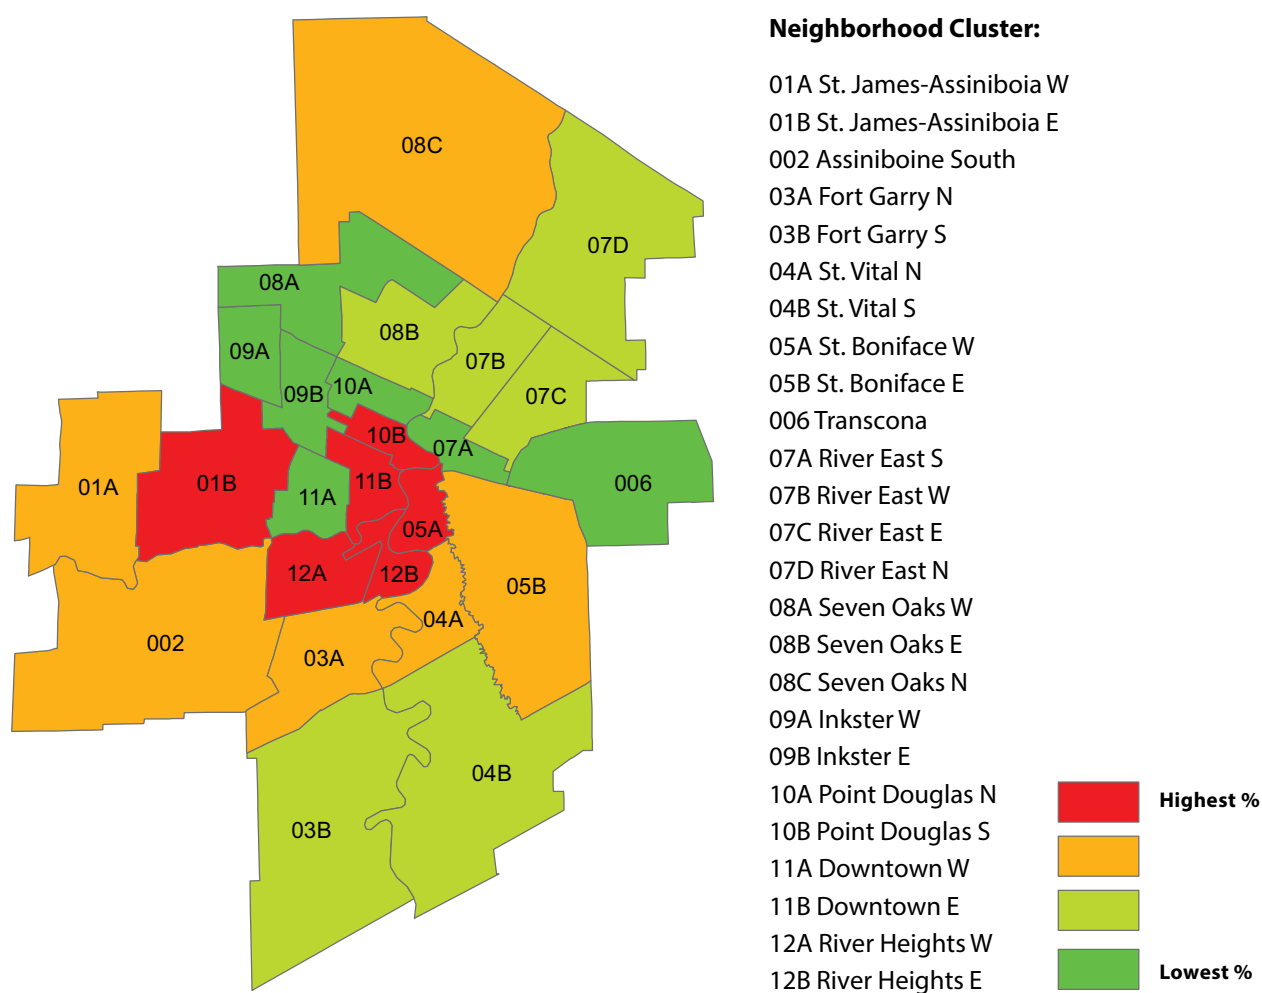 Neighborhood Cluster:
01A St. James-Assiniboia W
01B St. James-Assiniboia E
002 Assiniboine South
03A Fort Garry N
03B Fort Garry S
04A St. Vital N
04B St. Vital S
05A St. Boniface W
05B St. Boniface E
006 Transcona
07A River East S
07B River East W
07C River East E
07D River East N
08A Seven Oaks W
08B Seven Oaks E
08C Seven Oaks N
09A Inkster W
09B Inkster E
10A Point Douglas N
10B Point Douglas S
11A Downtown W
11B Downtown E
12A River Heights W
12B River Heights E
Highest %
Lowest %
08C
07D
08A
08B
09A
07B
10A
09B
07C
10B
07A
01A
01B
11A
11B
006
05A
12A
12B
05B
04A
002
03A
04B
03B